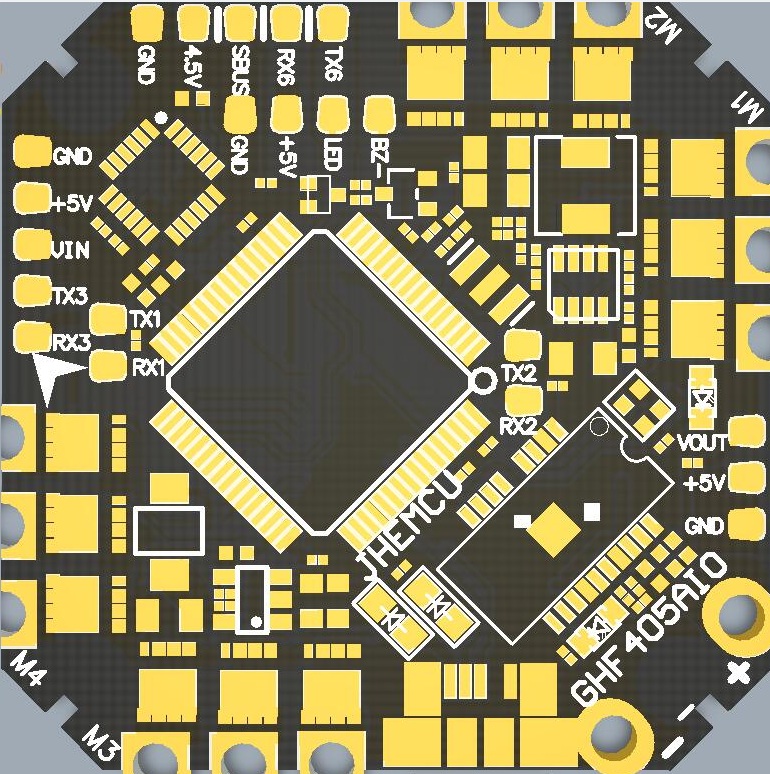 GND
4.5V
SBUS
RX6
TX6
M2
M1
GND
+5V
LED
BZ-
GND
+5V
VIN
TX3
RX3
TX1
RX1
TX2
RX2
VOUT
+5V
GND
THEMCU
GHF405AIO
M4
M3
+
-